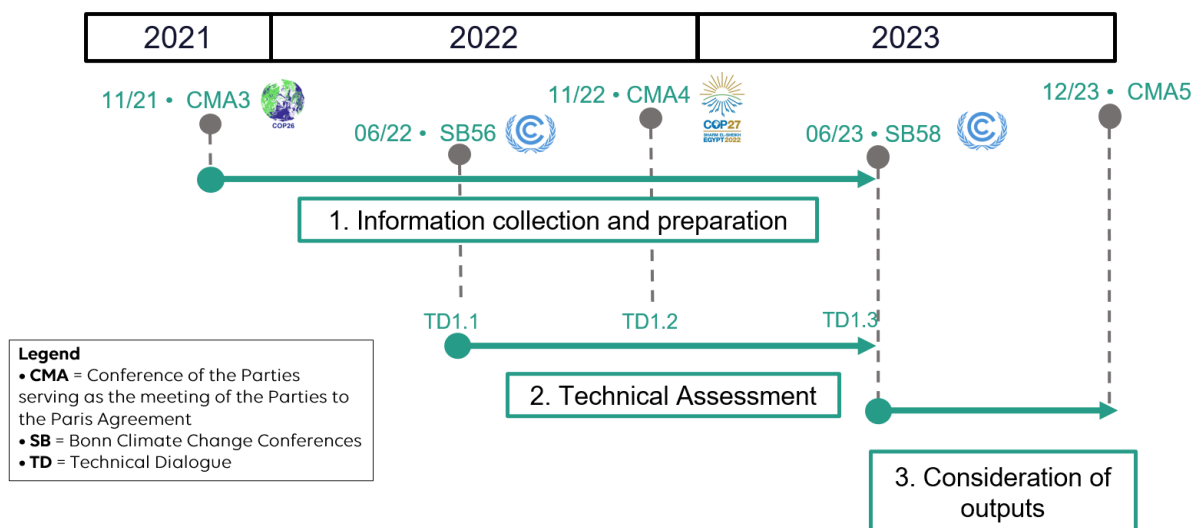 2021 2022 2023
11/21 • CMA3
COP26
06/22 • SB56
11/22 • CMA4
COP27
SHARM EL-SHEIKH
EGYPT 2022
06/23 • SB58
12/23 • CMA5
1. Information collection and preparation
TD1.1 TD1.2 TD1.3
2. Technical Assessment
3. Consideration of
outputs
Legend
• CMA = Conference of the Parties
serving as the meeting of the Parties to
the Paris Agreement
• SB = Bonn Climate Change Conferences
• TD = Technical Dialogue